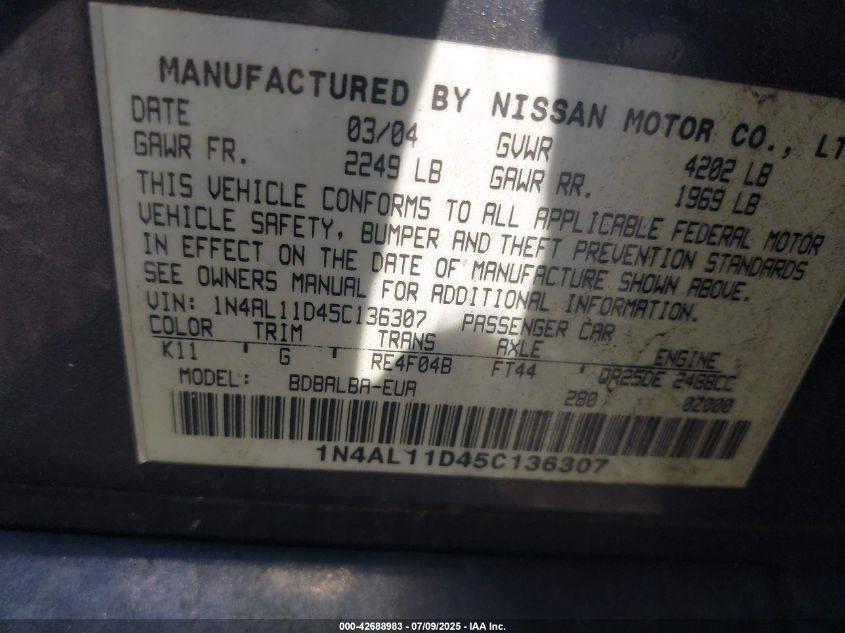 MANUFACTURED BY NISSAN MOTOR CO., LT
DATE 03/04 GVWR 4202 LB
GAWR FR. 2249 LB GAWR RR. 1969 LB
THIS VEHICLE CONFORMS TO ALL APPLICABLE FEDERAL MOTOR
VEHICLE SAFETY, BUMPER AND THEFT PREVENTION STANDARDS
IN EFFECT ON THE DATE OF MANUFACTURE SHOWN ABOVE.
SEE OWNERS MANUAL FOR ADDITIONAL INFORMATION.
VIN: 1N4AL11D45C136307 PASSENGER CAR
COLOR TRIM TRANS AXLE ENGINE
K11 ' G ' RE4F04B FT44 ' QR25DE 2488CC
MODEL: BDBALBA-EUA 280 0Z000
1N4AL11D45C136307
000-42688983 / 07/09/2025 - IAA Inc.